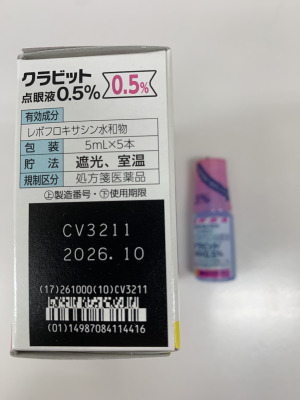 クラビット
点眼液0.5% 0.5%
有効成分
レボフロキサシン水和物
包装 5mL×5本
貯法 遮光、室温
規制区分 処方箋医薬品
㊤製造番号・㊦使用期限
CV3211
2026.10
(17)261000(10)CV3211
(01)14987084114416